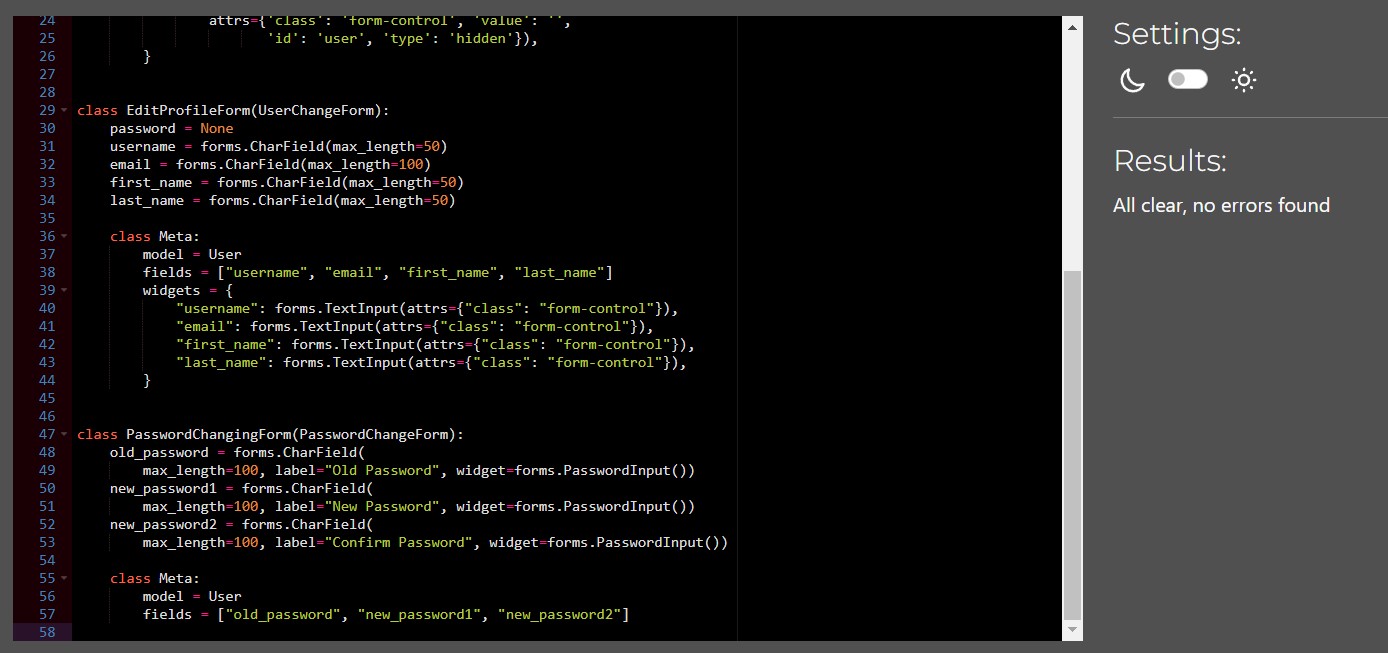 24                 attrs={'class': 'form-control', 'value': '',
25                        'id': 'user', 'type': 'hidden'}),
26         }
27
28
29 class EditProfileForm(UserChangeForm):
30     password = None
31     username = forms.CharField(max_length=50)
32     email = forms.CharField(max_length=100)
33     first_name = forms.CharField(max_length=50)
34     last_name = forms.CharField(max_length=50)
35
36     class Meta:
37         model = User
38         fields = ["username", "email", "first_name", "last_name"]
39         widgets = {
40             "username": forms.TextInput(attrs={"class": "form-control"}),
41             "email": forms.TextInput(attrs={"class": "form-control"}),
42             "first_name": forms.TextInput(attrs={"class": "form-control"}),
43             "last_name": forms.TextInput(attrs={"class": "form-control"}),
44         }
45
46
47 class PasswordChangingForm(PasswordChangeForm):
48     old_password = forms.CharField(
49         max_length=100, label="Old Password", widget=forms.PasswordInput())
50     new_password1 = forms.CharField(
51         max_length=100, label="New Password", widget=forms.PasswordInput())
52     new_password2 = forms.CharField(
53         max_length=100, label="Confirm Password", widget=forms.PasswordInput())
54
55     class Meta:
56         model = User
57         fields = ["old_password", "new_password1", "new_password2"]
58
Settings:
Results:
All clear, no errors found